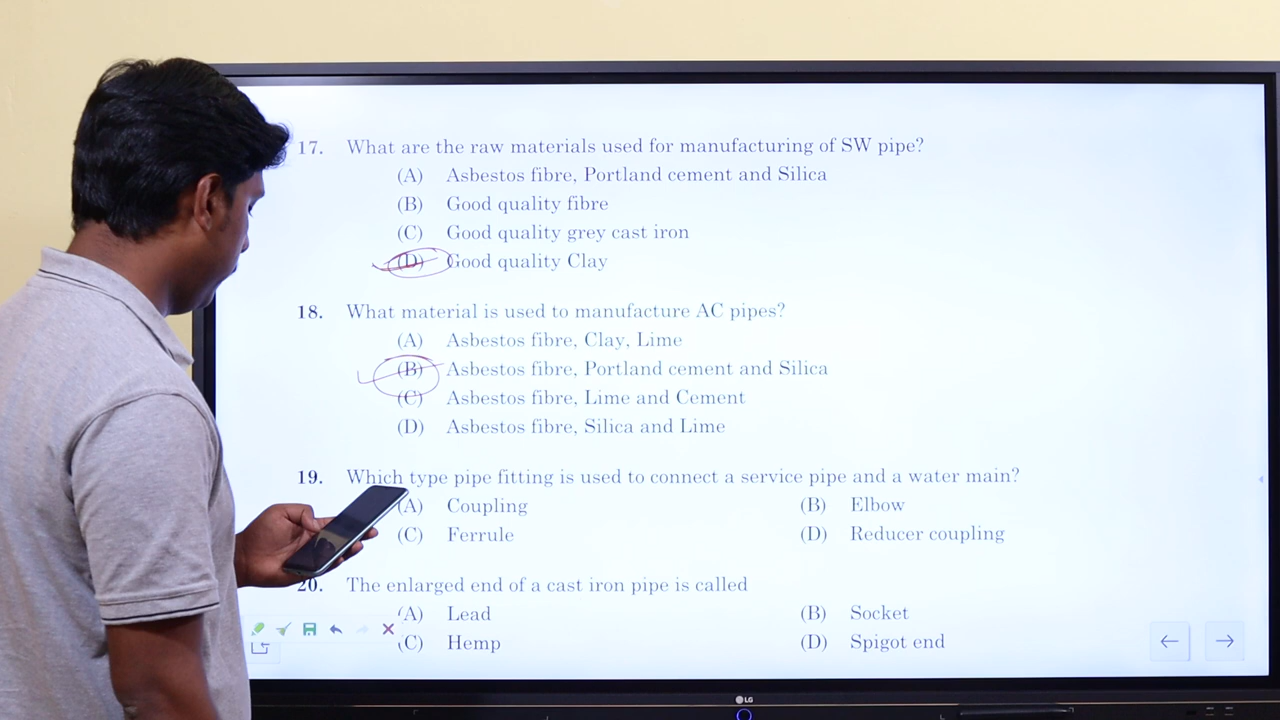 17. What are the raw materials used for manufacturing of SW pipe?
(A) Asbestos fibre, Portland cement and Silica
(B) Good quality fibre
(C) Good quality grey cast iron
(D) Good quality Clay
18. What material is used to manufacture AC pipes?
(A) Asbestos fibre, Clay, Lime
(B) Asbestos fibre, Portland cement and Silica
(C) Asbestos fibre, Lime and Cement
(D) Asbestos fibre, Silica and Lime
19. Which type pipe fitting is used to connect a service pipe and a water main?
(A) Coupling (B) Elbow
(C) Ferrule (D) Reducer coupling
20. The enlarged end of a cast iron pipe is called
(A) Lead (B) Socket
(C) Hemp (D) Spigot end
LG